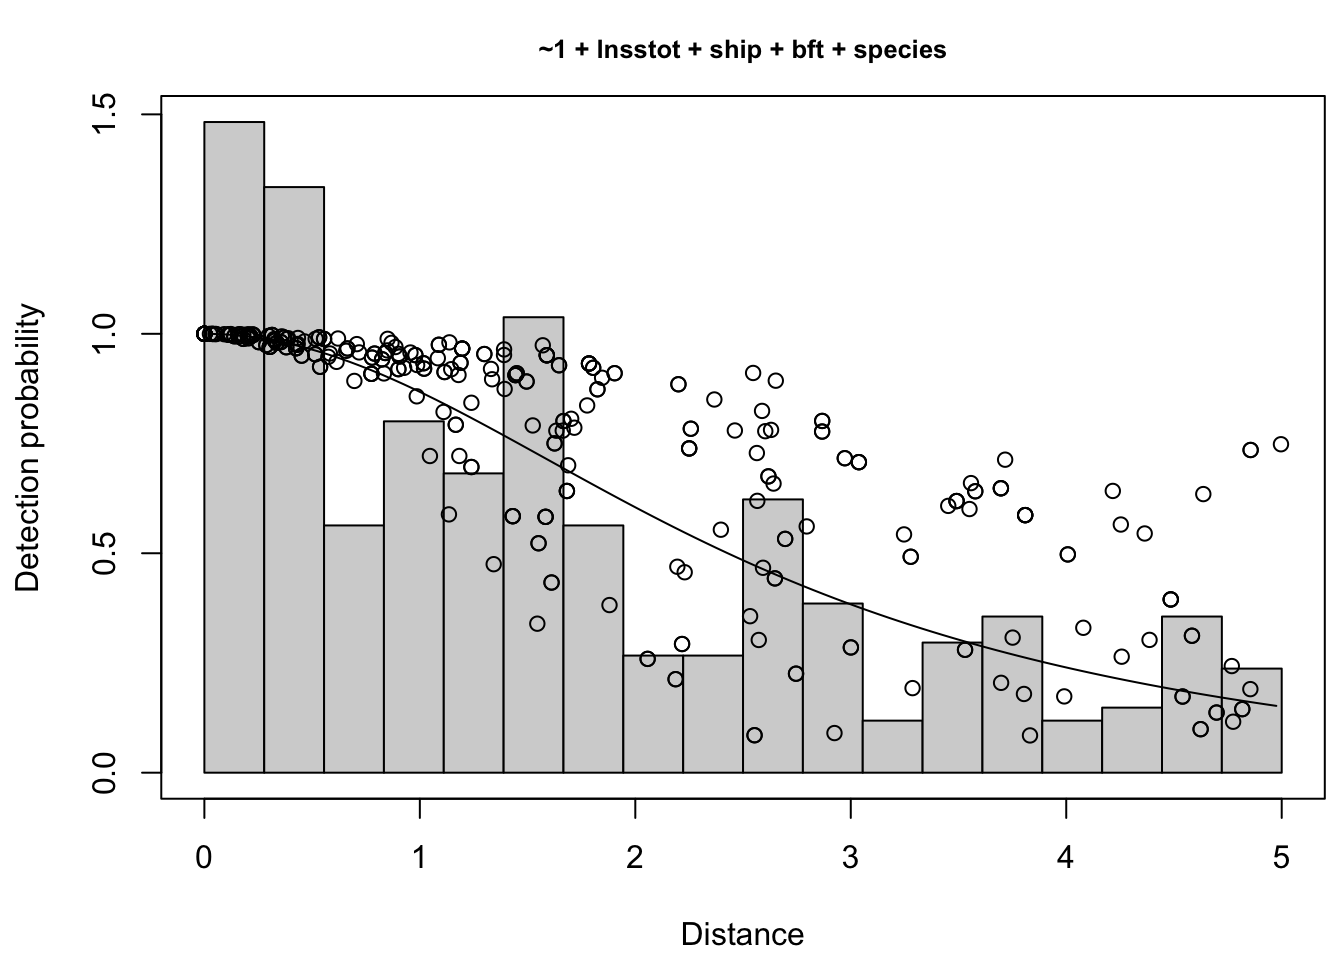 ~1 + lnsstot + ship + bft + species
1.5
1.0
0.5
0.0
Detection probability
0 1 2 3 4 5
Distance